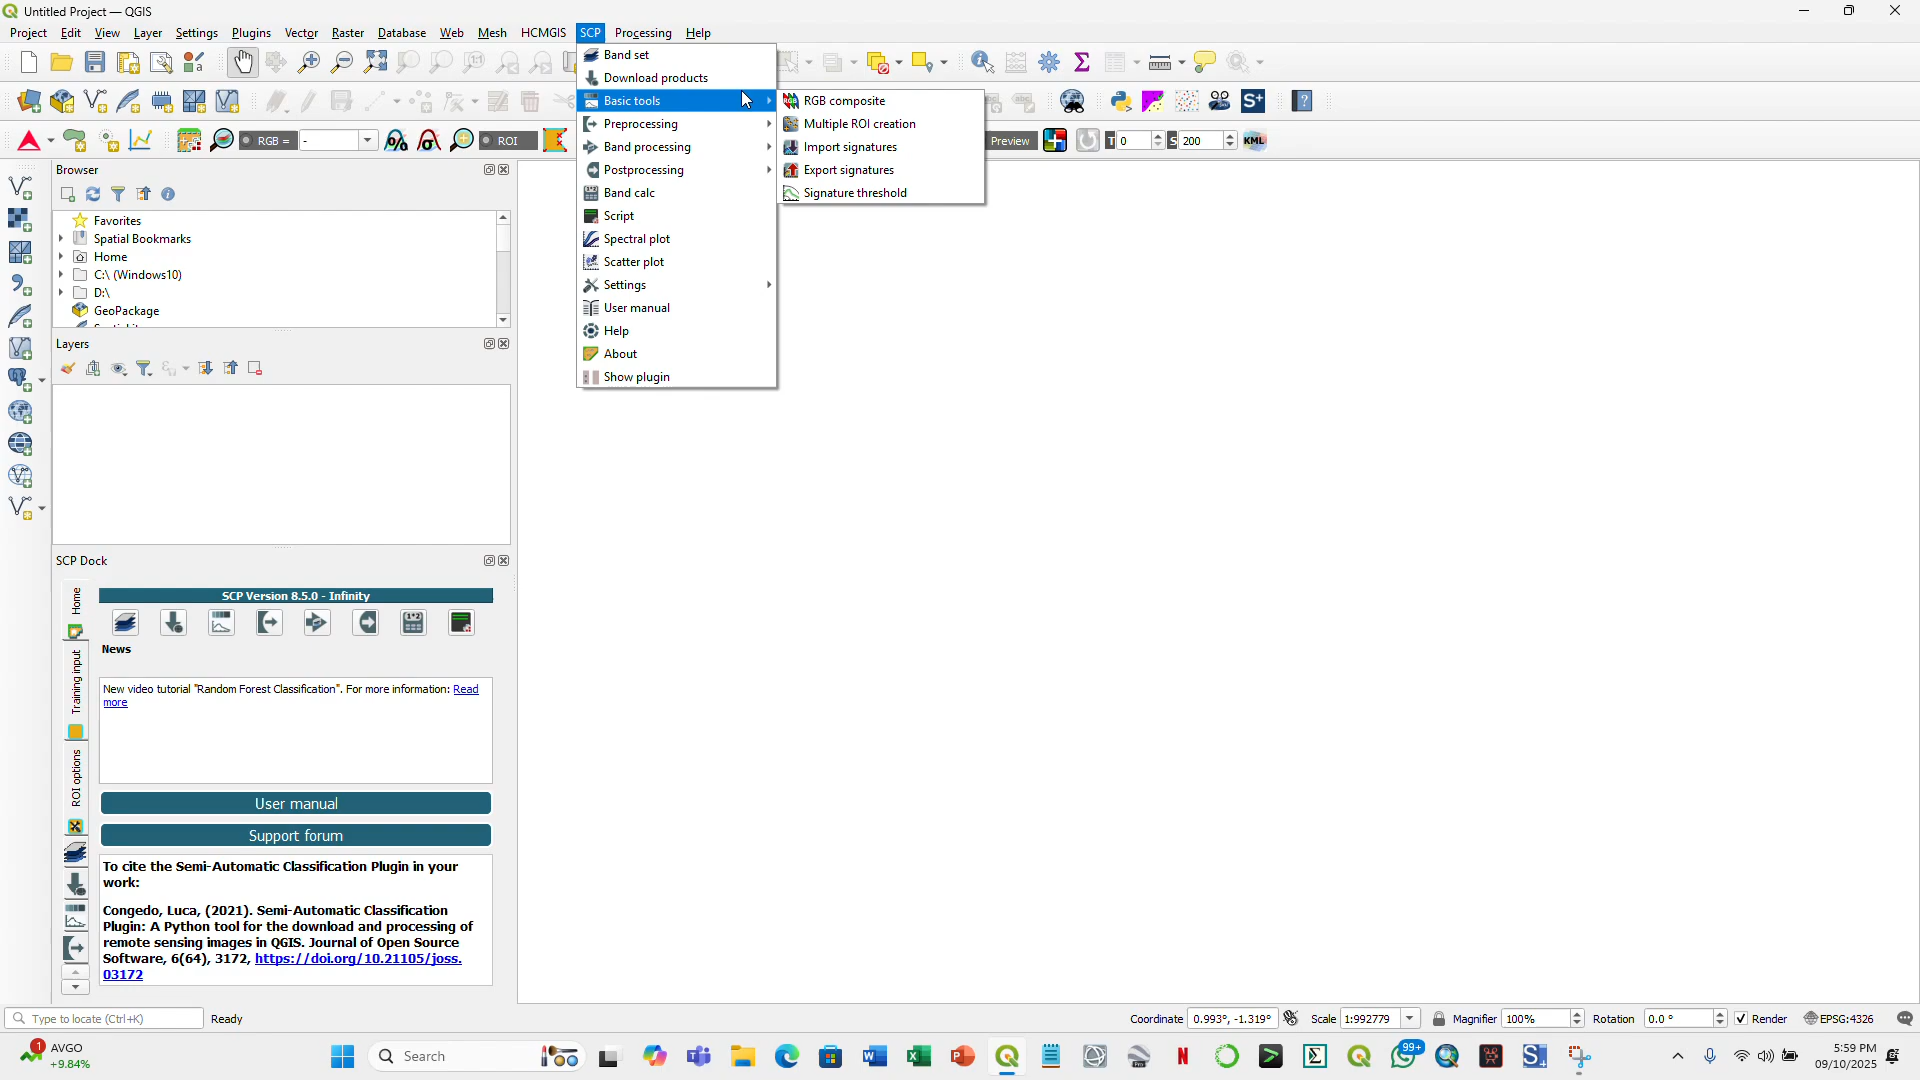 Untitled Project — QGIS
Project Edit View Layer Settings Plugins Vector Raster Database Web Mesh HCMGIS SCP Processing Help
Band set
Download products
Basic tools
Preprocessing
Band processing
Postprocessing
Band calc
Script
Spectral plot
Scatter plot
Settings
User manual
Help
About
Show plugin
RGB composite
Multiple ROI creation
Import signatures
Export signatures
Signature threshold
RGB = -
ROI
Preview
T 0
S 200
KML
Browser
Favorites
Spatial Bookmarks
Home
C:\ (Windows10)
D:\
GeoPackage
Layers
SCP Dock
Home
Training input
ROI options
SCP Version 8.5.0 - Infinity
News
New video tutorial "Random Forest Classification". For more information: Read
more
User manual
Support forum
To cite the Semi-Automatic Classification Plugin in your
work:
Congedo, Luca, (2021). Semi-Automatic Classification
Plugin: A Python tool for the download and processing of
remote sensing images in QGIS. Journal of Open Source
Software, 6(64), 3172, https://doi.org/10.21105/joss.
03172
Type to locate (Ctrl+K)
Ready
Coordinate 0.993°, -1.319°
Scale 1:992779
Magnifier 100%
Rotation 0.0 °
Render
EPSG:4326
1
AVGO
+9.84%
Search
99+
5:59 PM
09/10/2025